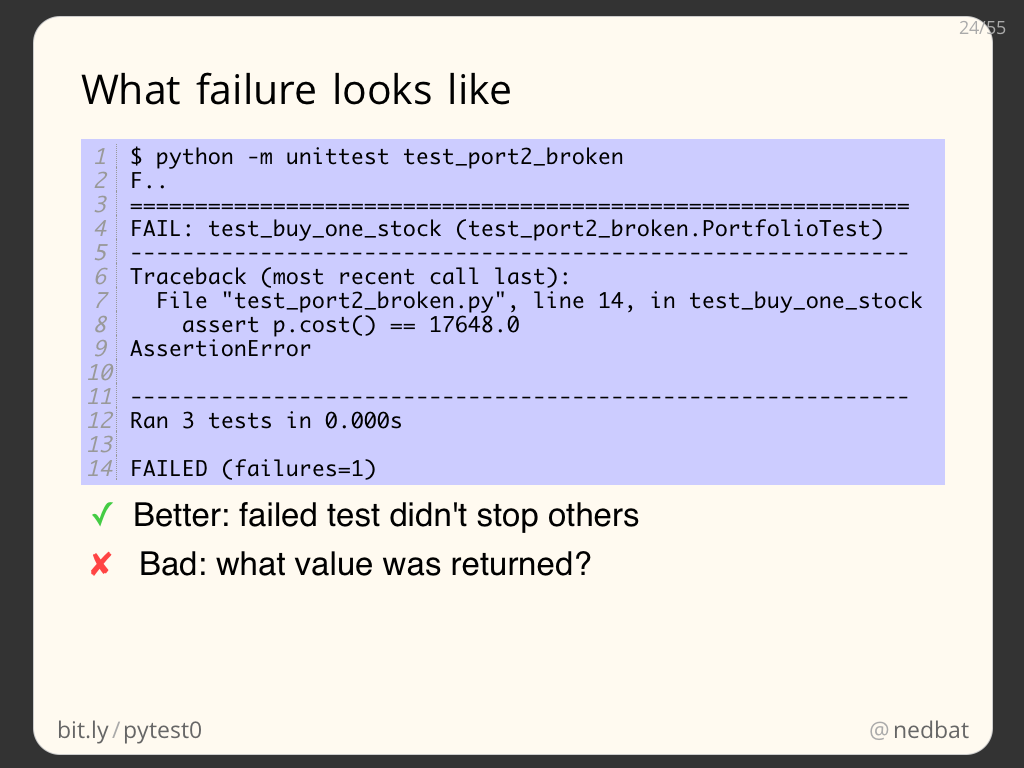 24/55
What failure looks like
1 $ python -m unittest test_port2_broken
2 F..
3 ============================================================
4 FAIL: test_buy_one_stock (test_port2_broken.PortfolioTest)
5 ------------------------------------------------------------
6 Traceback (most recent call last):
7   File "test_port2_broken.py", line 14, in test_buy_one_stock
8     assert p.cost() == 17648.0
9 AssertionError
10
11 ------------------------------------------------------------
12 Ran 3 tests in 0.000s
13
14 FAILED (failures=1)
✓ Better: failed test didn't stop others
✘ Bad: what value was returned?
bit.ly/pytest0
@nedbat